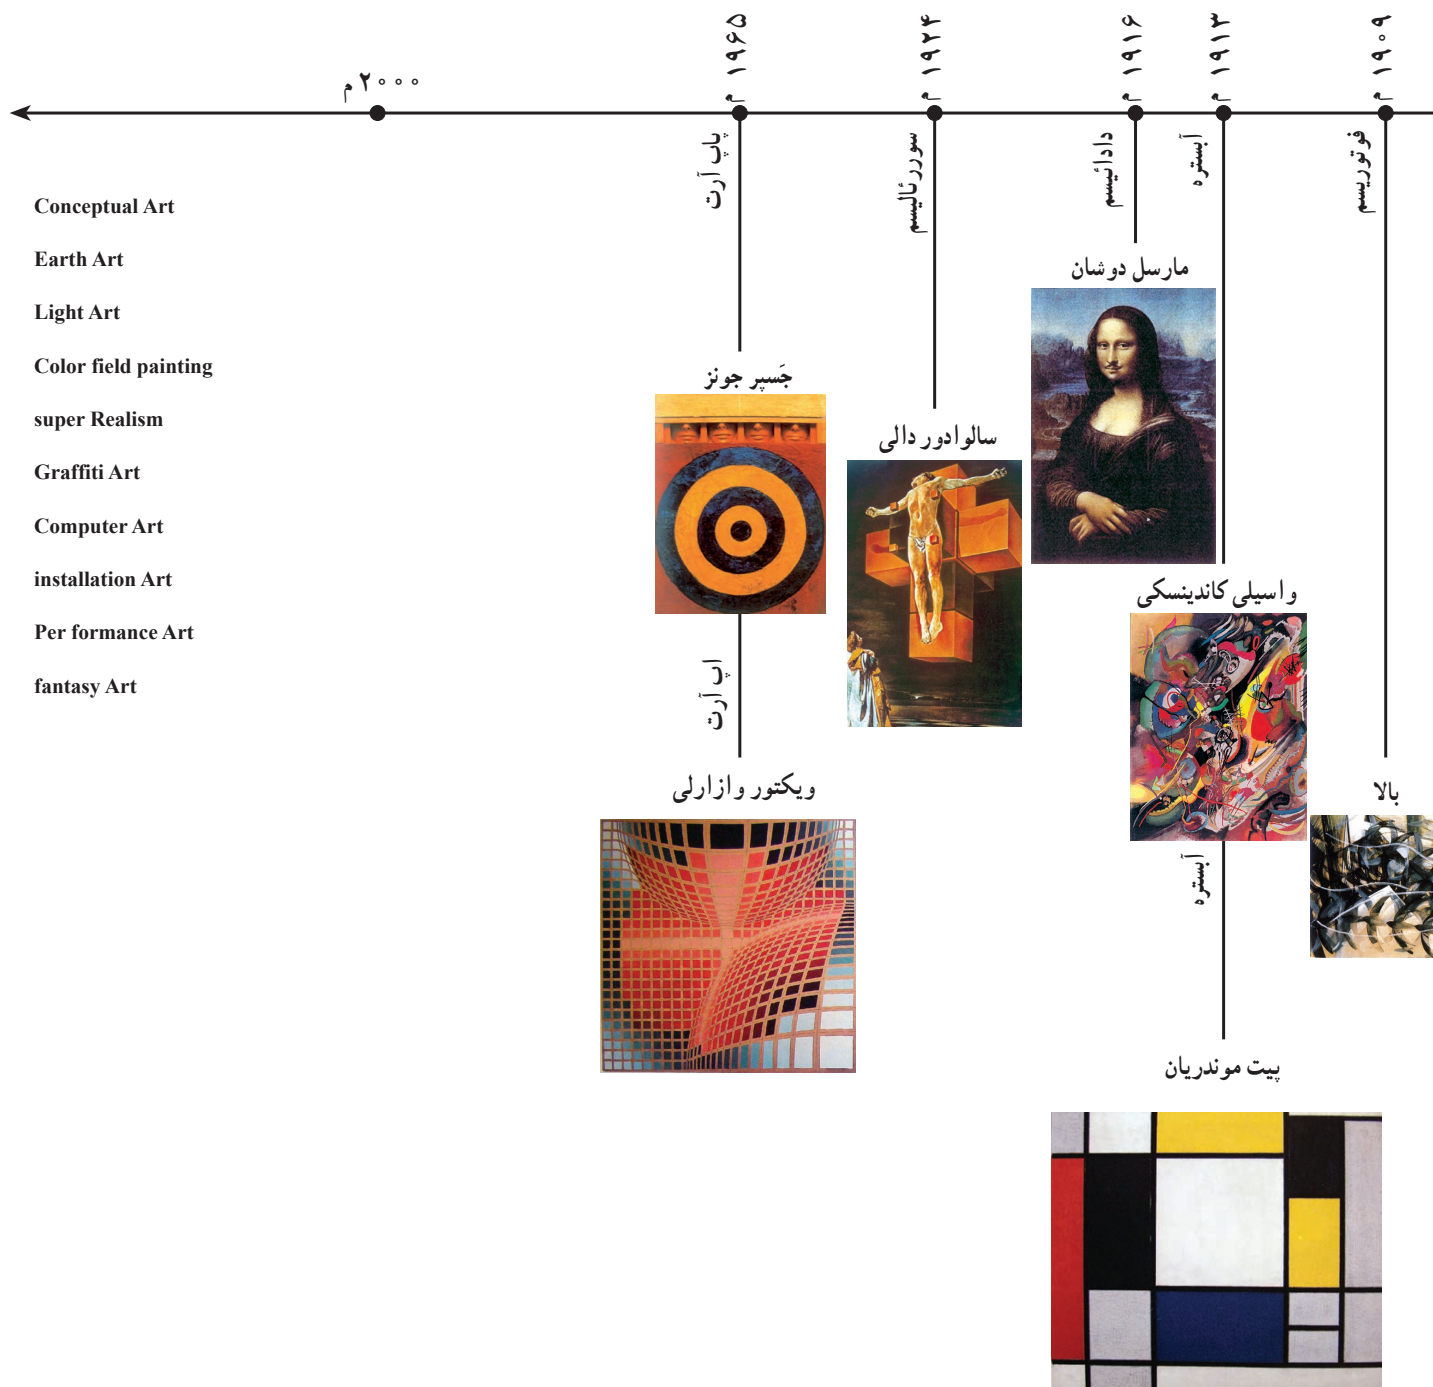 ۱۹۰۹ م
فوتوریسم
بالا
۱۹۱۳ م
آبستره
واسیلی کاندینسکی
آبستره
پیت موندریان
۱۹۱۶ م
دادائیسم
مارسل دوشان
۱۹۲۴ م
سوررئالیسم
سالوادور دالی
۱۹۶۵ م
پاپ آرت
جَسپر جونز
اپ آرت
ویکتور وازارلی
۲۰۰۰ م
Conceptual Art
Earth Art
Light Art
Color field painting
super Realism
Graffiti Art
Computer Art
installation Art
Per formance Art
fantasy Art